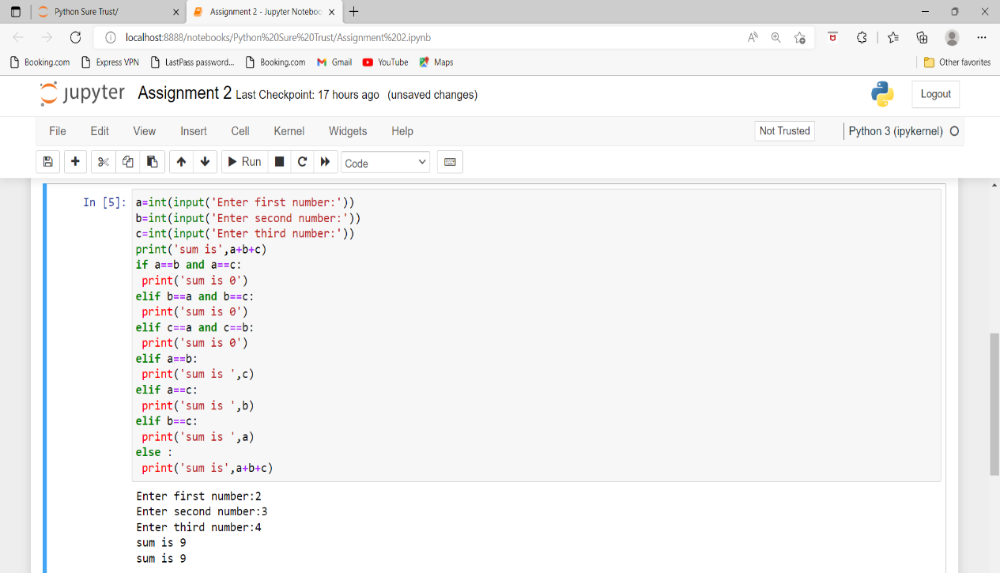 Python Sure Trust/
Assignment 2 - Jupyter Noteboo
localhost:8888/notebooks/Python%20Sure%20Trust/Assignment%202.ipynb
Booking.com Express VPN LastPass password... Booking.com Gmail YouTube Maps Other favorites
jupyter Assignment 2 Last Checkpoint: 17 hours ago (unsaved changes) Logout
File Edit View Insert Cell Kernel Widgets Help Not Trusted Python 3 (ipykernel)
Run Code
In [5]: a=int(input('Enter first number:'))
b=int(input('Enter second number:'))
c=int(input('Enter third number:'))
print('sum is',a+b+c)
if a==b and a==c:
 print('sum is 0')
elif b==a and b==c:
 print('sum is 0')
elif c==a and c==b:
 print('sum is 0')
elif a==b:
 print('sum is ',c)
elif a==c:
 print('sum is ',b)
elif b==c:
 print('sum is ',a)
else :
 print('sum is',a+b+c)
Enter first number:2
Enter second number:3
Enter third number:4
sum is 9
sum is 9